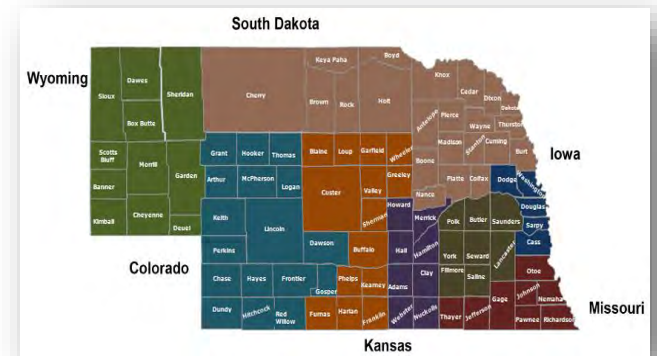 South Dakota
Wyoming
Iowa
Colorado
Missouri
Kansas
Sioux
Dawes
Sheridan
Box Butte
Scotts Bluff
Morrill
Garden
Banner
Kimball
Cheyenne
Deuel
Cherry
Keya Paha
Boyd
Brown
Rock
Holt
Knox
Cedar
Dixon
Dakota
Antelope
Pierce
Wayne
Thurston
Madison
Stanton
Cuming
Burt
Boone
Platte
Colfax
Nance
Grant
Hooker
Thomas
Arthur
McPherson
Logan
Keith
Lincoln
Perkins
Dawson
Chase
Hayes
Frontier
Gosper
Dundy
Hitchcock
Red Willow
Blaine
Loup
Garfield
Wheeler
Custer
Valley
Greeley
Sherman
Buffalo
Phelps
Kearney
Furnas
Harlan
Franklin
Howard
Merrick
Hall
Hamilton
Adams
Clay
Webster
Nuckolls
Polk
Butler
Saunders
York
Seward
Lancaster
Fillmore
Saline
Dodge
Washington
Douglas
Sarpy
Cass
Otoe
Gage
Johnson
Nemaha
Thayer
Jefferson
Pawnee
Richardson